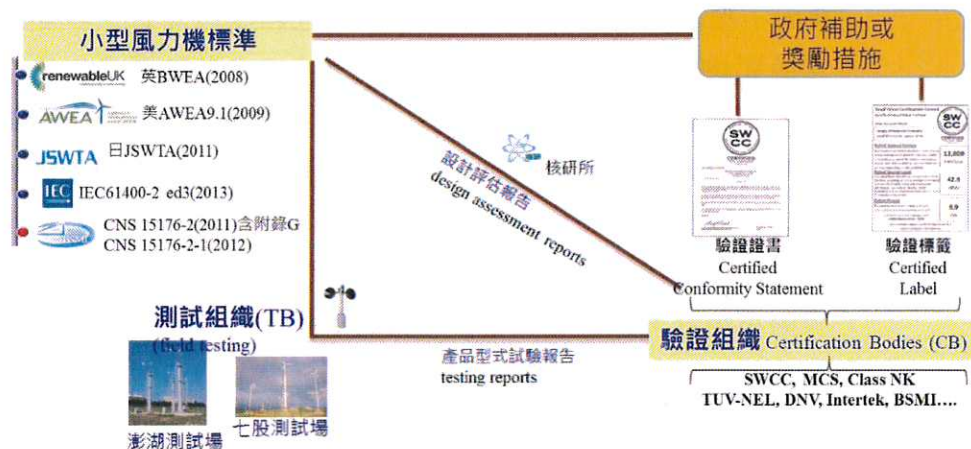 小型風力機標準
renewableUK 英BWEA(2008)
AWEA 美AWEA9.1(2009)
JSWTA 日JSWTA(2011)
IEC IEC61400-2 ed3(2013)
CNS 15176-2(2011)含附錄G
CNS 15176-2-1(2012)
政府補助或
獎勵措施
設計評估報告
design assessment reports
核研所
SWCC
SWCC
驗證證書
Certified
Conformity Statement
驗證標籤
Certified
Label
測試組織(TB)
(field testing)
澎湖測試場
七股測試場
產品型式試驗報告
testing reports
驗證組織 Certification Bodies (CB)
SWCC, MCS, Class NK
TUV-NEL, DNV, Intertek, BSMI….